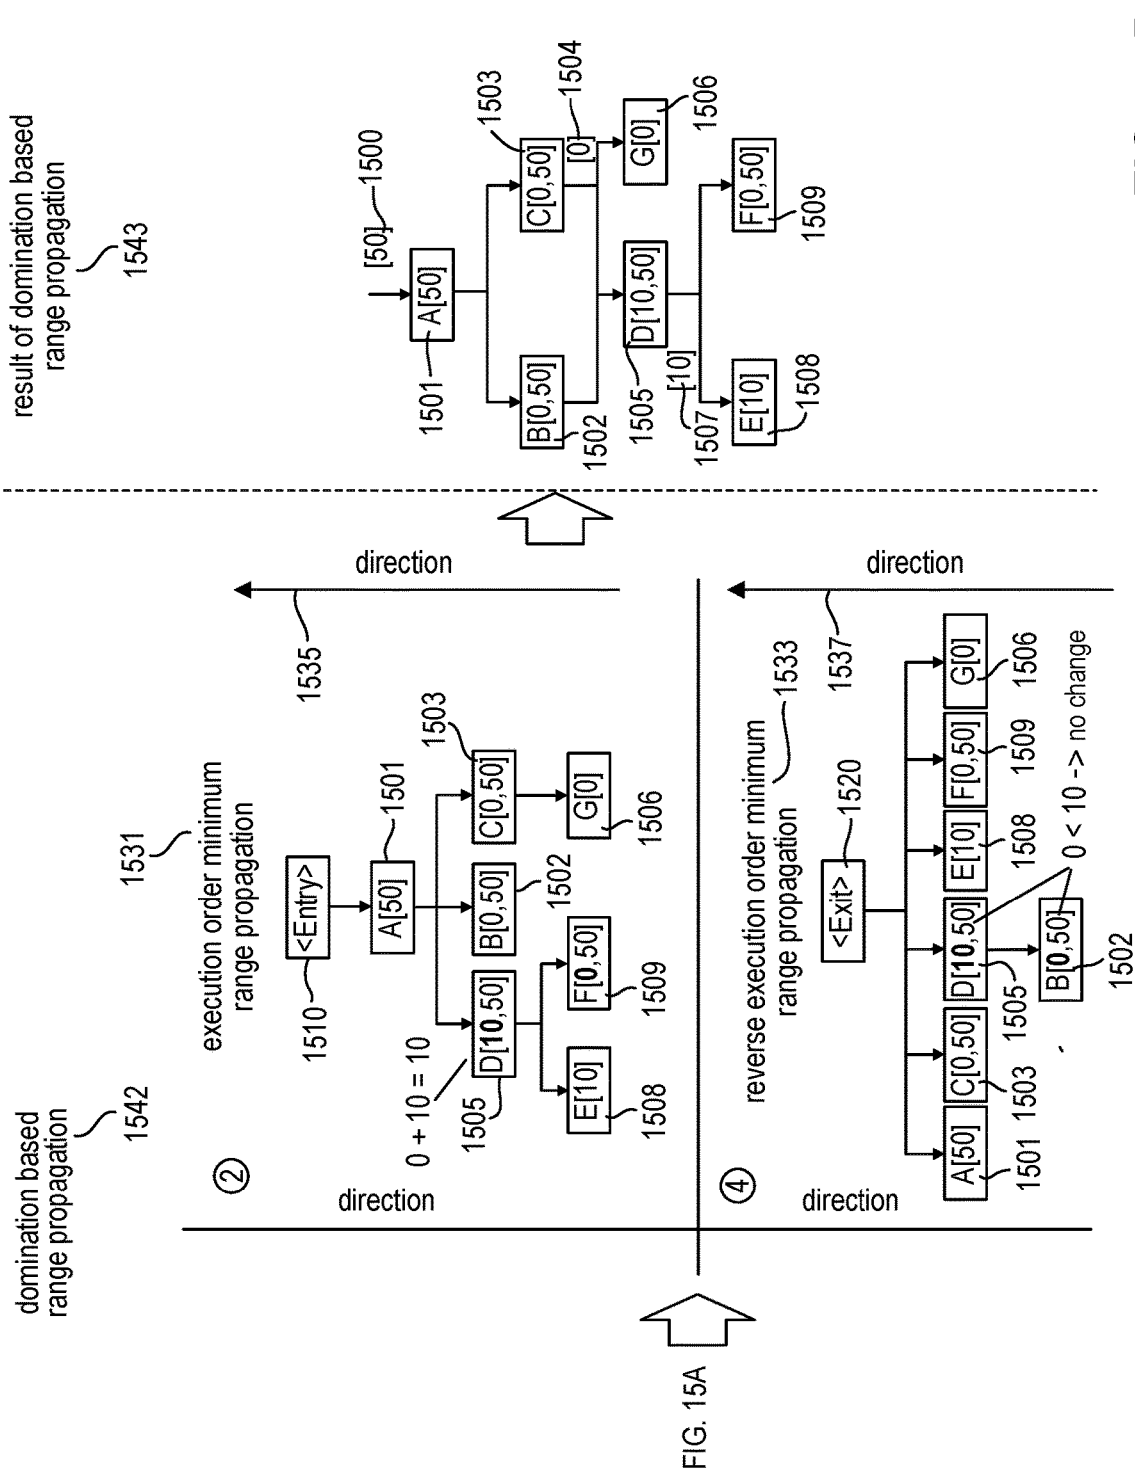 domination based
range propagation
1542
FIG. 15A
2
execution order minimum
range propagation
1531
direction
direction
1535
<Entry>
1510
A[50]
1501
0 + 10 = 10
D[10,50]
1505
B[0,50]
1502
C[0,50]
1503
E[10]
1508
F[0,50]
1509
G[0]
1506
4
reverse execution order minimum
range propagation
1533
direction
direction
1537
<Exit>
1520
A[50]
1501
C[0,50]
1503
D[10,50]
1505
E[10]
1508
F[0,50]
1509
G[0]
1506
B[0,50]
1502
0 < 10 -> no change
result of domination based
range propagation
1543
[50]
1500
A[50]
1501
B[0,50]
1502
C[0,50]
1503
[0]
1504
D[10,50]
1505
G[0]
1506
[10]
1507
E[10]
1508
F[0,50]
1509